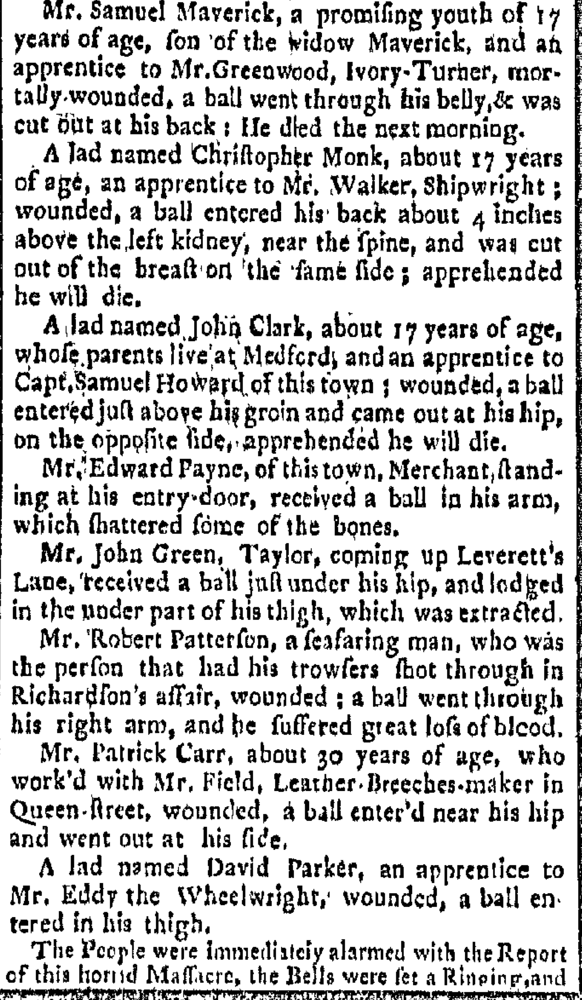 Mr. Samuel Maverick, a promiſing youth of 17
years of age, ſon of the widow Maverick, and an
apprentice to Mr. Greenwood, Ivory-Turner, mor-
tally wounded, a ball went through his belly, & was
cut out at his back : He died the next morning.
A lad named Chriſtopher Monk, about 17 years
of age, an apprentice to Mr. Walker, Shipwright ;
wounded, a ball entered his back about 4 inches
above the left kidney, near the ſpine, and was cut
out of the breaſt on the ſame ſide ; apprehended
he will die.
A lad named John Clark, about 17 years of age,
whoſe parents live at Medford, and an apprentice to
Capt. Samuel Howard of this town ; wounded, a ball
entered juſt above his groin and came out at his hip,
on the oppoſite ſide, apprehended he will die.
Mr. Edward Payne, of this town, Merchant, ſtand-
ing at his entry-door, received a ball in his arm,
which ſhattered ſome of the bones.
Mr. John Green, Taylor, coming up Leverett's
Lane, received a ball juſt under his hip, and lodged
in the under part of his thigh, which was extracted.
Mr. Robert Patterſon, a ſeafaring man, who was
the perſon that had his trowſers ſhot through in
Richardſon's affair, wounded ; a ball went through
his right arm, and he ſuffered great loſs of blood.
Mr. Patrick Carr, about 30 years of age, who
work'd with Mr. Field, Leather-Breeches-maker in
Queen-ſtreet, wounded, a ball enter'd near his hip
and went out at his ſide.
A lad named David Parker, an apprentice to
Mr. Eddy the Wheelwright, wounded, a ball en-
tered in his thigh.
The People were immediately alarmed with the Report
of this horrid Maſſacre, the Bells were ſet a Ringing, and